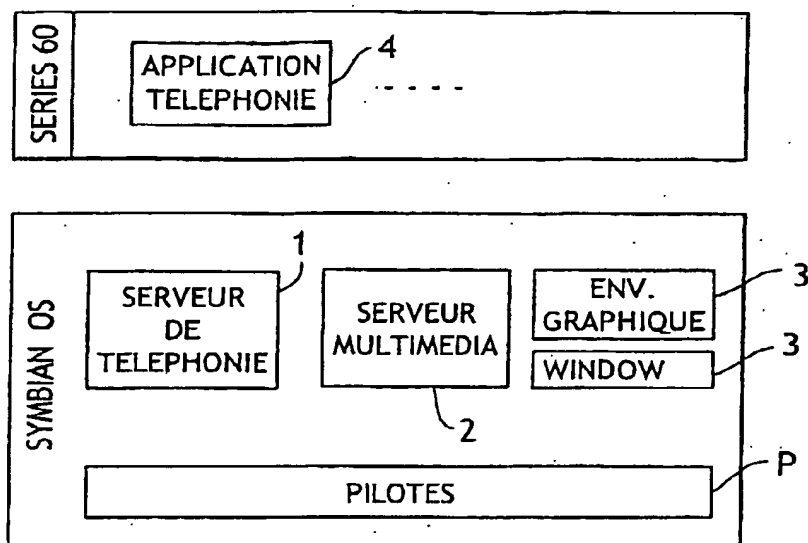 SERIES 60
APPLICATION
TELEPHONIE
4
- - - -
SYMBIAN OS
1
SERVEUR
DE
TELEPHONIE
SERVEUR
MULTIMEDIA
2
ENV.
GRAPHIQUE
3
WINDOW
3
PILOTES
P